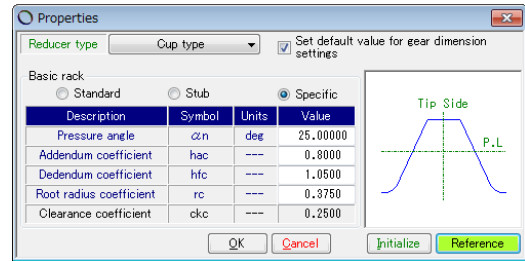 Properties
Reducer type Cup type Set default value for gear dimension
settings
Basic rack
Standard Stub Specific
Description Symbol Units Value
Pressure angle αn deg 25.00000
Addendum coefficient hac --- 0.8000
Dedendum coefficient hfc --- 1.0500
Root radius coefficient rc --- 0.3750
Clearance coefficient ckc --- 0.2500
Tip Side
P.L
OK Cancel Initialize Reference